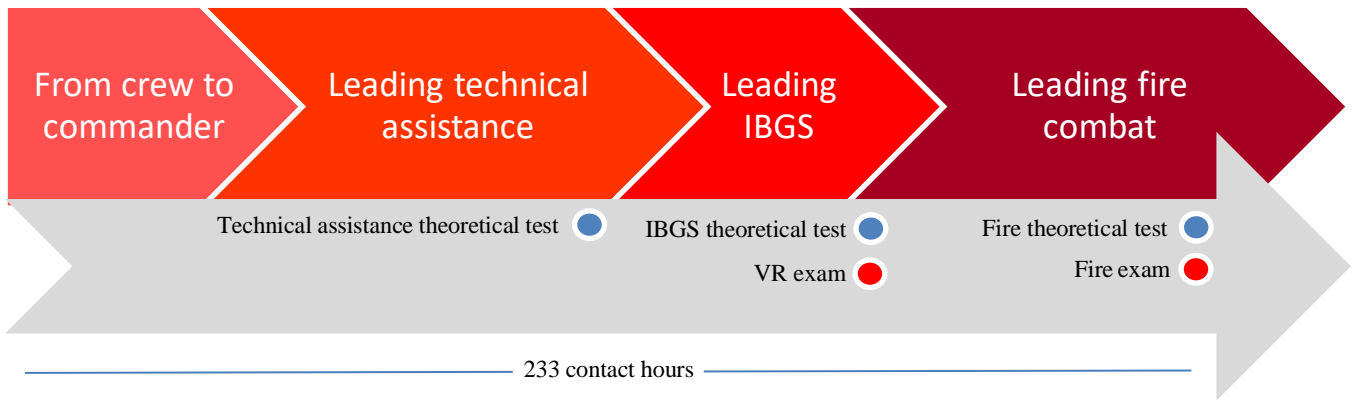 From crew to
commander
Leading technical
assistance
Leading
IBGS
Leading fire
combat
Technical assistance theoretical test
IBGS theoretical test
VR exam
Fire theoretical test
Fire exam
233 contact hours